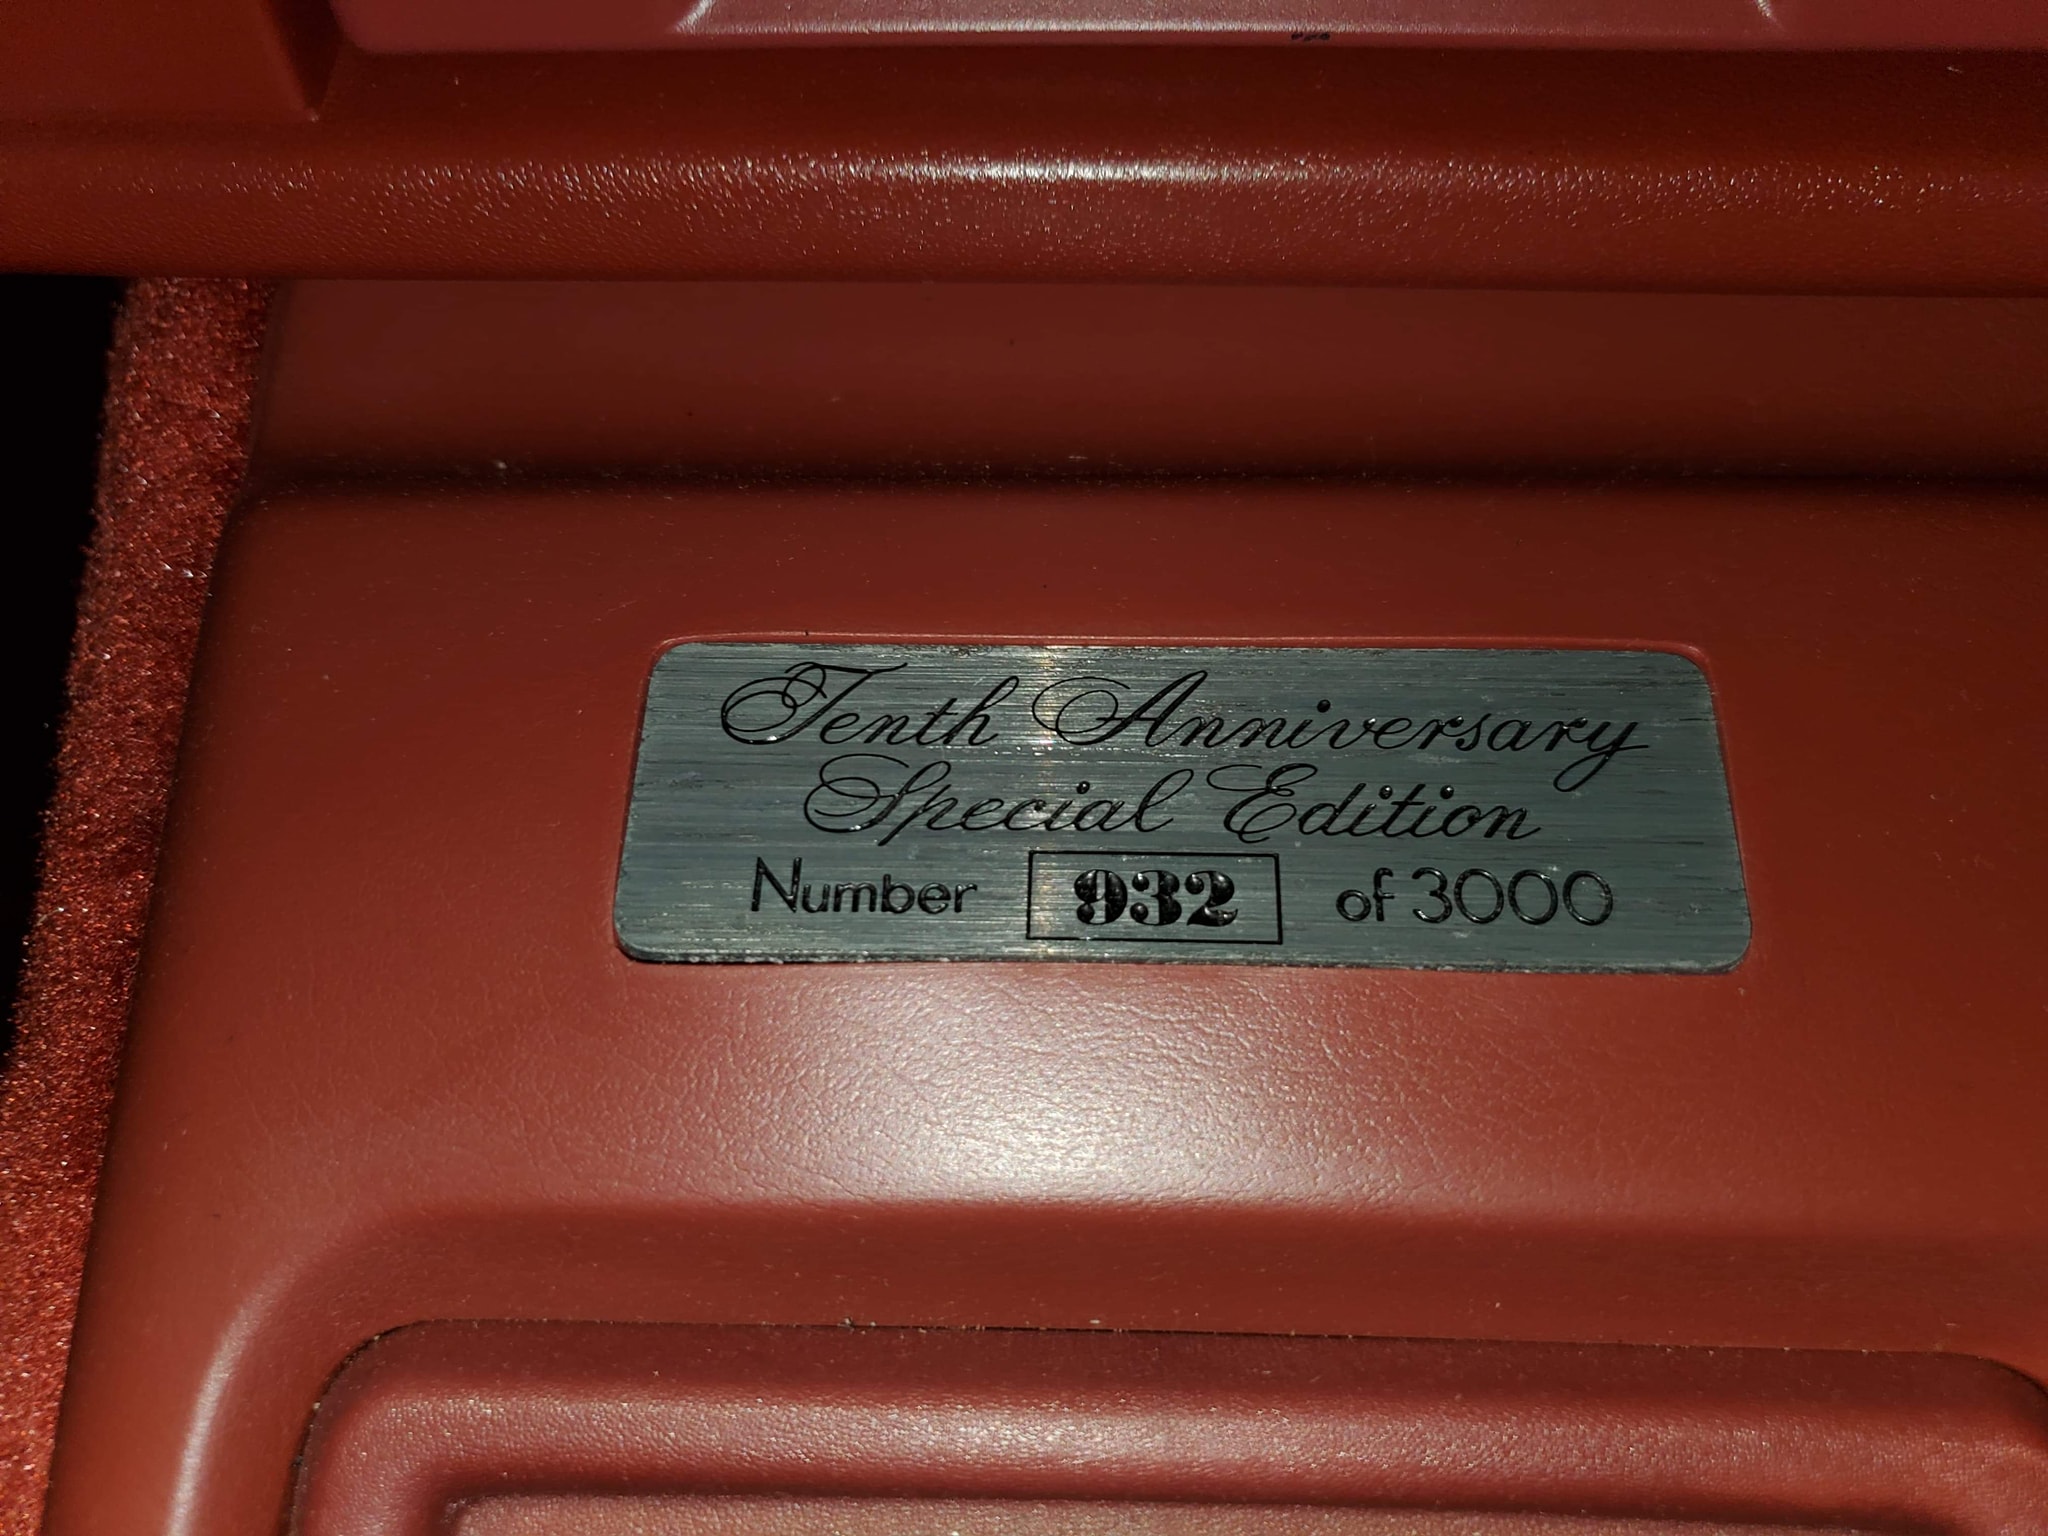 Tenth Anniversary
Special Edition
Number 932 of 3000